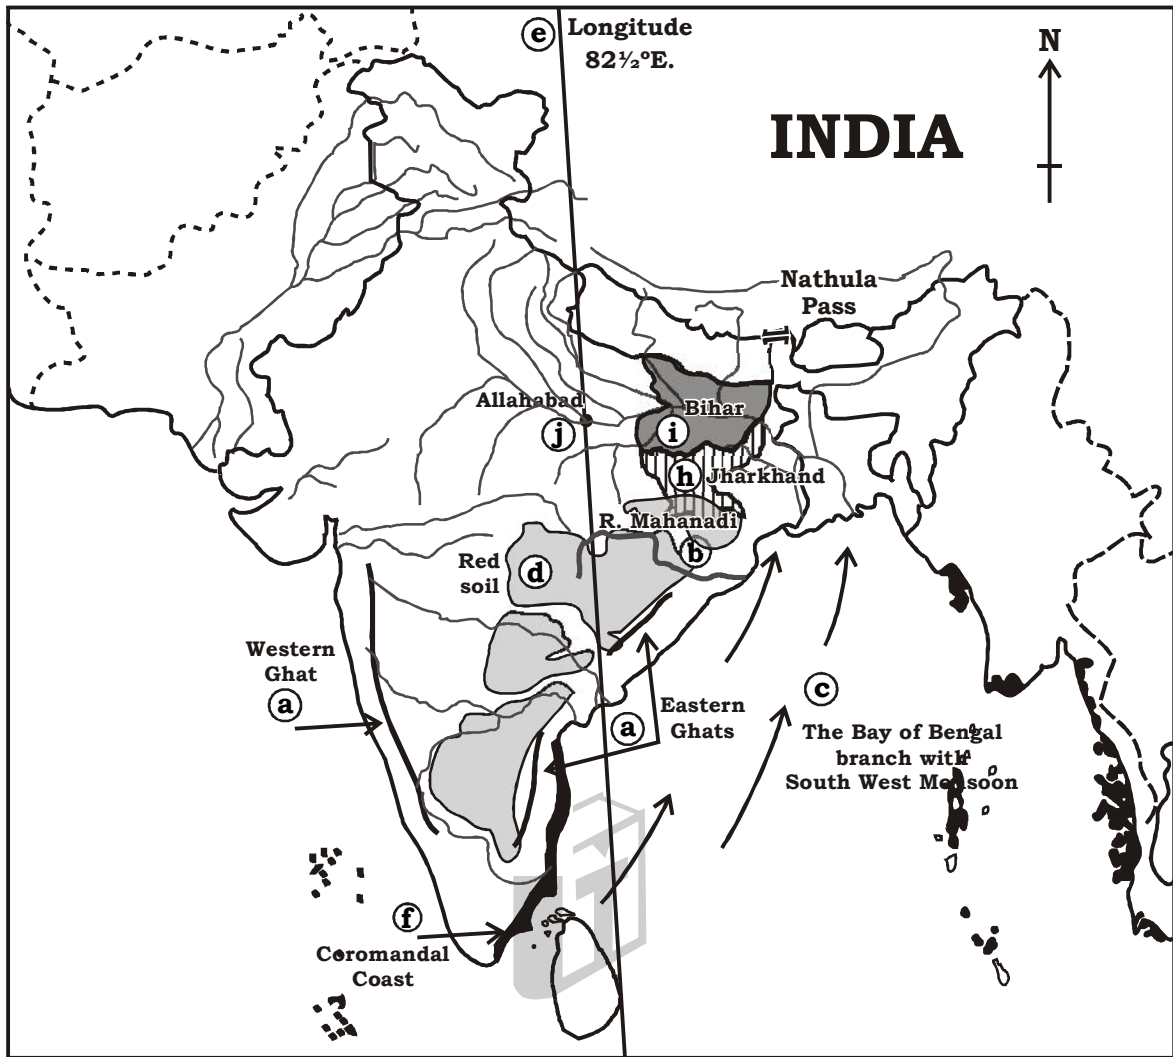 e
Longitude
82½°E.
N
INDIA
Nathula
Pass
Allahabad
j
Bihar
i
h
Jharkhand
R. Mahanadi
b
Red
soil
d
Western
Ghat
a
a
Eastern
Ghats
c
The Bay of Bengal
branch with
South West Monsoon
f
Coromandal
Coast